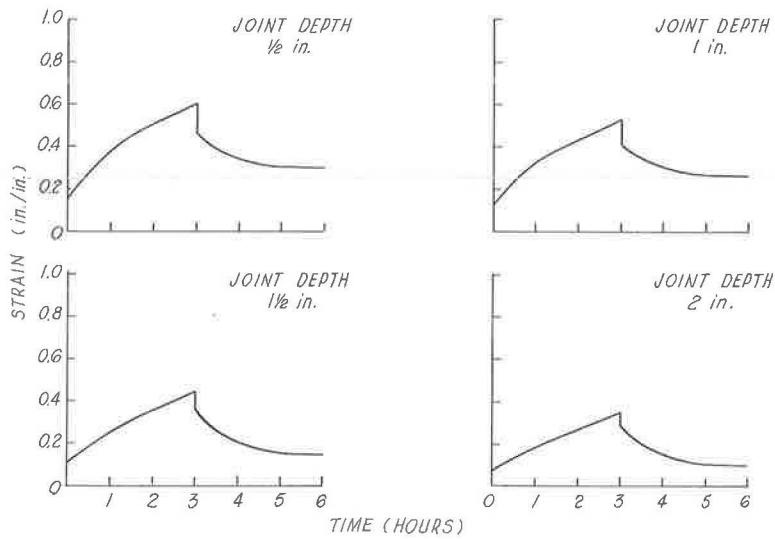 1.0
0.8
0.6
0.4
0.2
0
JOINT DEPTH
½ in.
JOINT DEPTH
1 in.
STRAIN (in./in.)
1.0
0.8
0.6
0.4
0.2
0
JOINT DEPTH
1½ in.
JOINT DEPTH
2 in.
1 2 3 4 5 6
0 1 2 3 4 5 6
TIME (HOURS)